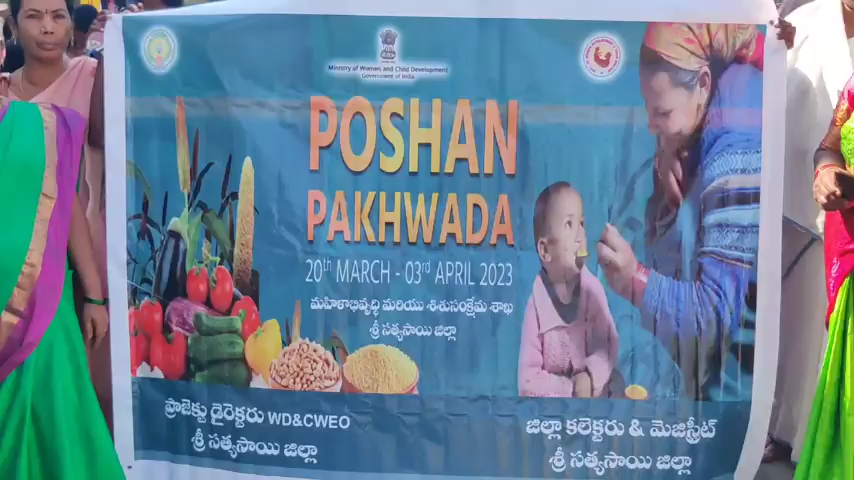 Ministry of Women and Child Development
Government of India
POSHAN
PAKHWADA
20th MARCH - 03rd APRIL 2023
మహిళాభివృద్ధి మరియు శిశుసంక్షేమ శాఖ
శ్రీ సత్యసాయి జిల్లా
ప్రాజెక్టు డైరెక్టరు WD&CWEO
శ్రీ సత్యసాయి జిల్లా
జిల్లా కలెక్టరు & మెజిస్ట్రేట్
శ్రీ సత్యసాయి జిల్లా